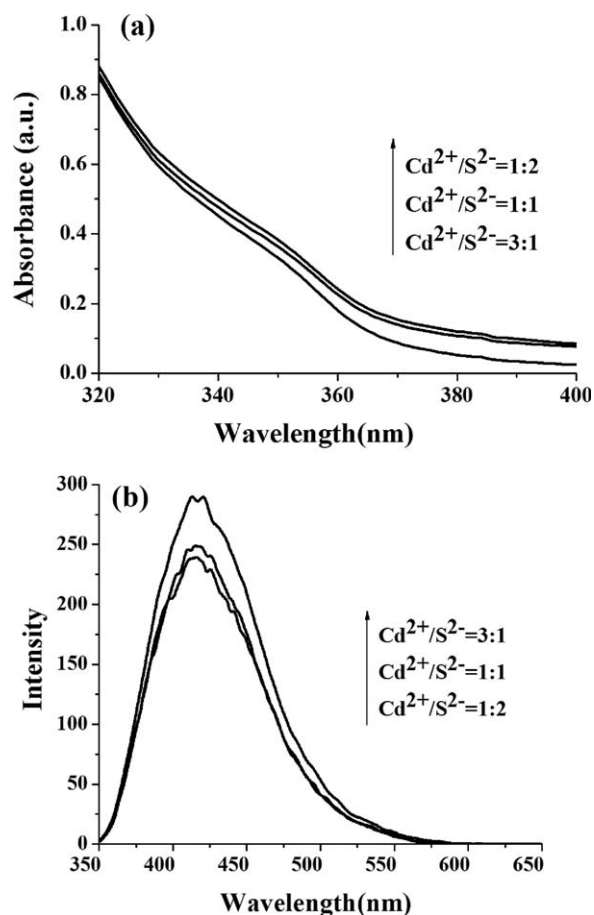 (a)
1.0
0.8
0.6
0.4
0.2
0.0
Absorbance (a.u.)
Cd²⁺/S²⁻=1:2
Cd²⁺/S²⁻=1:1
Cd²⁺/S²⁻=3:1
320 340 360 380 400
Wavelength(nm)
(b)
300
250
200
150
100
50
0
Intensity
Cd²⁺/S²⁻=3:1
Cd²⁺/S²⁻=1:1
Cd²⁺/S²⁻=1:2
350 400 450 500 550 600 650
Wavelength(nm)